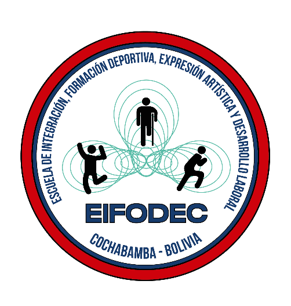 ESCUELA DE INTEGRACIÓN, FORMACIÓN DEPORTIVA, EXPRESIÓN ARTÍSTICA Y DESARROLLO LABORAL
EIFODEC
COCHABAMBA - BOLIVIA